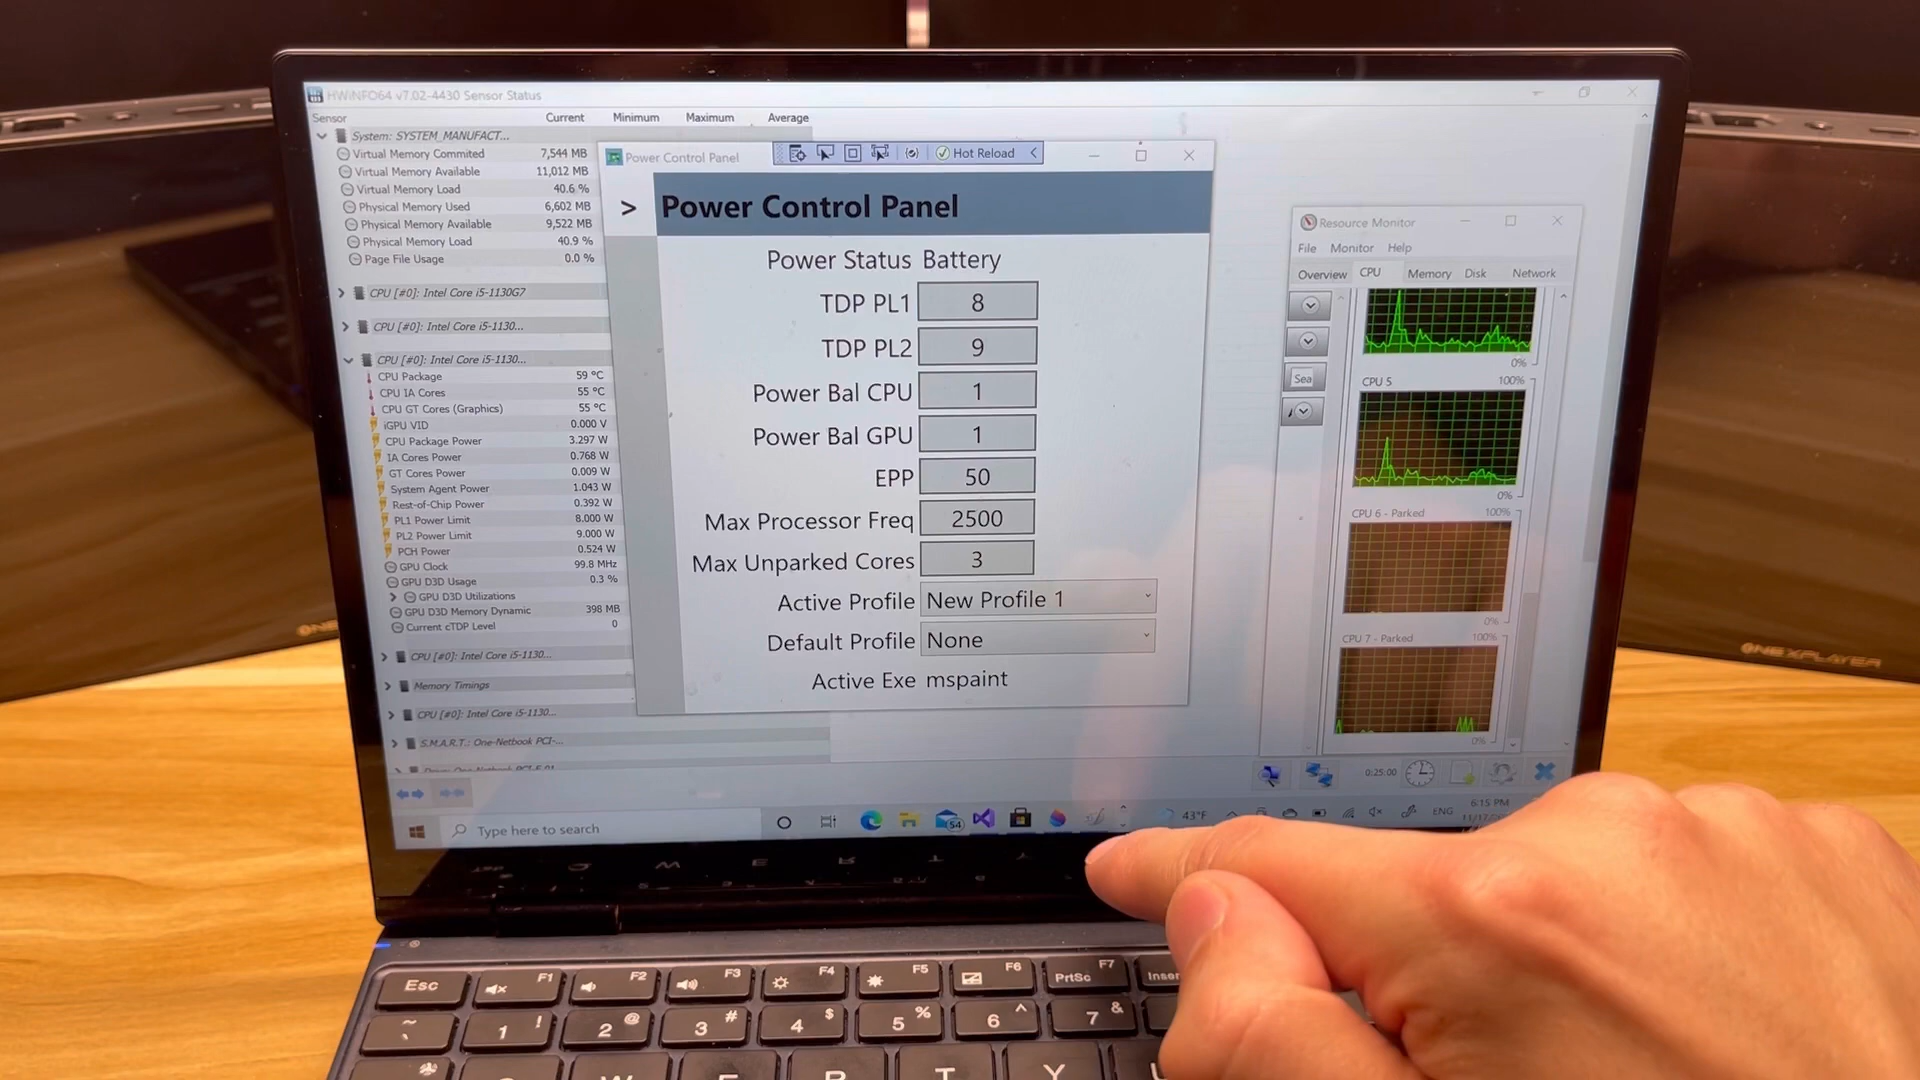 HWiNFO64 v7.02-4430 Sensor Status
Sensor Current Minimum Maximum Average
System: SYSTEM_MANUFACT...
Virtual Memory Commited 7,544 MB
Virtual Memory Available 11,012 MB
Virtual Memory Load 40.6 %
Physical Memory Used 6,602 MB
Physical Memory Available 9,522 MB
Physical Memory Load 40.9 %
Page File Usage 0.0 %
CPU [#0]: Intel Core i5-1130G7
CPU [#0]: Intel Core i5-1130...
CPU [#0]: Intel Core i5-1130...
CPU Package 59 °C
CPU IA Cores 55 °C
CPU GT Cores (Graphics) 55 °C
iGPU VID 0.000 V
CPU Package Power 3.297 W
IA Cores Power 0.768 W
GT Cores Power 0.009 W
System Agent Power 1.043 W
Rest-of-Chip Power 0.392 W
PL1 Power Limit 8.000 W
PL2 Power Limit 9.000 W
PCH Power 0.524 W
GPU Clock 99.8 MHz
GPU D3D Usage 0.3 %
GPU D3D Utilizations
GPU D3D Memory Dynamic 398 MB
Current cTDP Level 0
CPU [#0]: Intel Core i5-1130...
Memory Timings
CPU [#0]: Intel Core i5-1130...
S.M.A.R.T.: One-Netbook PCI-...
Power Control Panel
Hot Reload
> Power Control Panel
Power Status Battery
TDP PL1 8
TDP PL2 9
Power Bal CPU 1
Power Bal GPU 1
EPP 50
Max Processor Freq 2500
Max Unparked Cores 3
Active Profile New Profile 1
Default Profile None
Active Exe mspaint
Resource Monitor
File Monitor Help
Overview CPU Memory Disk Network
0%
Sea
CPU 5 100%
0%
CPU 6 - Parked 100%
0%
CPU 7 - Parked 100%
0%
0:25:00
Type here to search
54
43°F
ENG
6:15 PM
ONEXPLAYER
Esc F1 F2 F3 F4 F5 F6 PrtSc F7
~ 1 ! 2 @ 3 # 4 $ 5 % 6 ^ 7 &